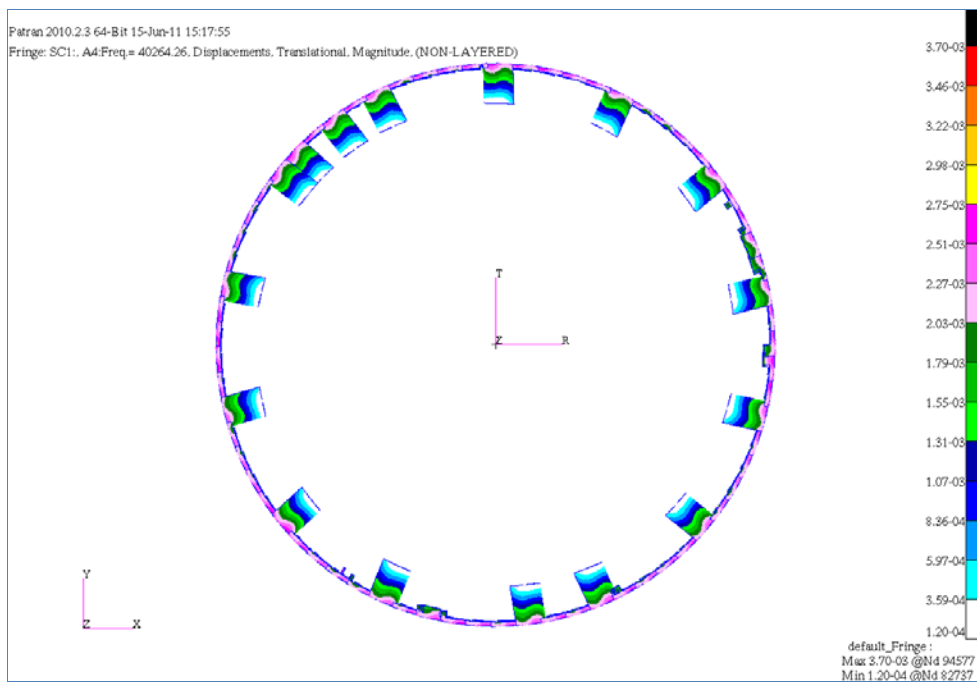 Patran 2010.2.3 64-Bit 15-Jun-11 15:17:55
Fringe: SC1:, A4:Freq.= 40264.26, Displacements, Translational, Magnitude, (NON-LAYERED)
3.70-03
3.46-03
3.22-03
2.98-03
2.75-03
2.51-03
2.27-03
2.03-03
1.79-03
1.55-03
1.31-03
1.07-03
8.36-04
5.97-04
3.59-04
1.20-04
T
Z
R
Y
Z
X
default_Fringe :
Max 3.70-03 @Nd 94577
Min 1.20-04 @Nd 82737